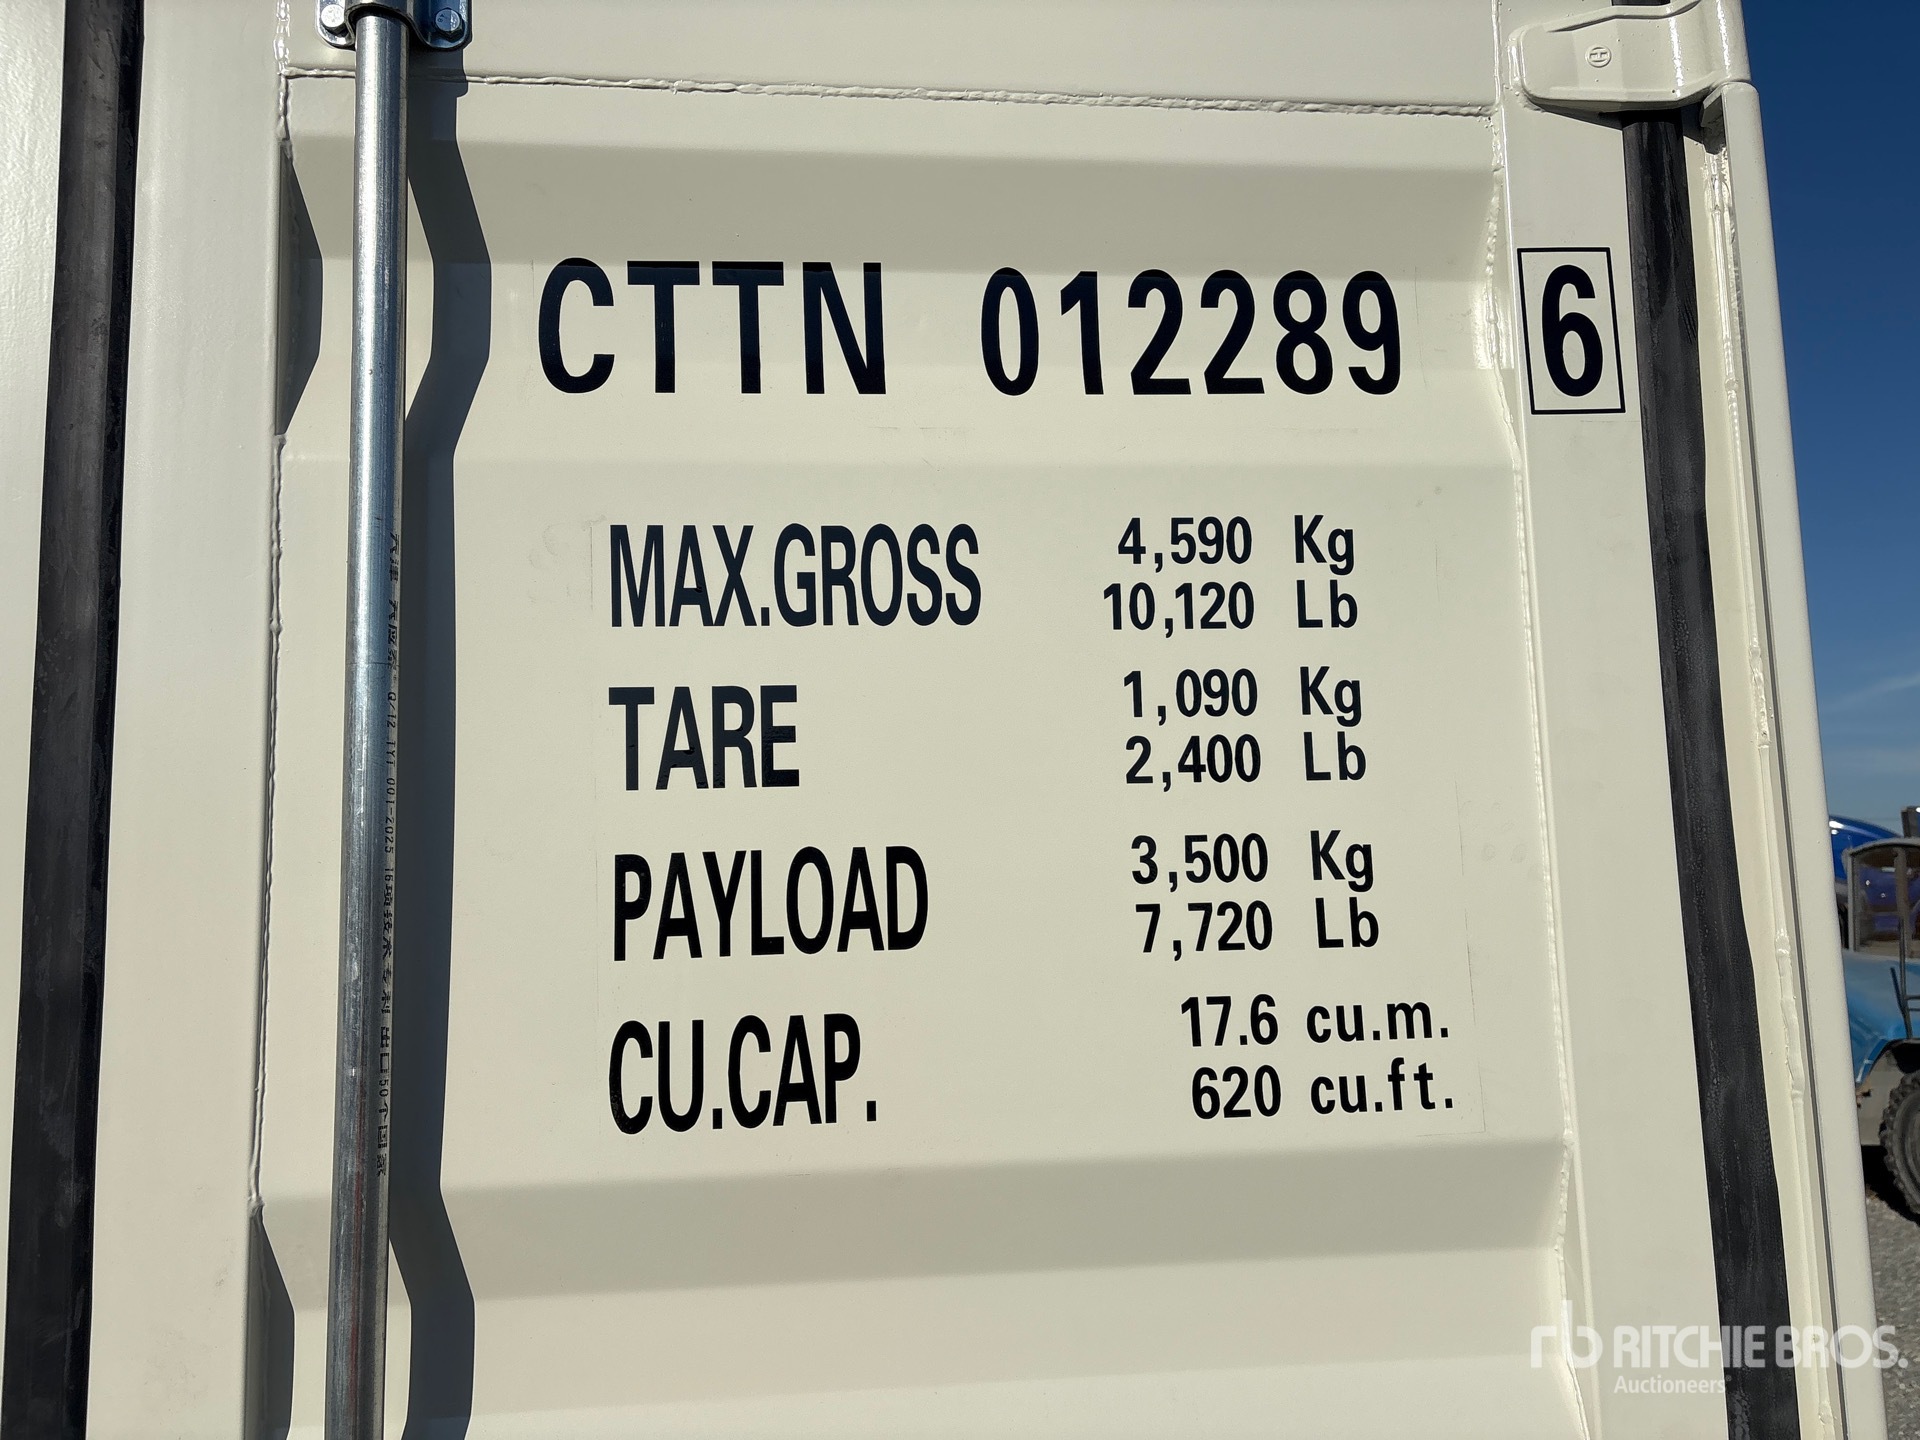 CTTN 012289 6
MAX.GROSS 4,590 Kg
10,120 Lb
TARE 1,090 Kg
2,400 Lb
PAYLOAD 3,500 Kg
7,720 Lb
CU.CAP. 17.6 cu.m.
620 cu.ft.
rb RITCHIE BROS.
Auctioneers